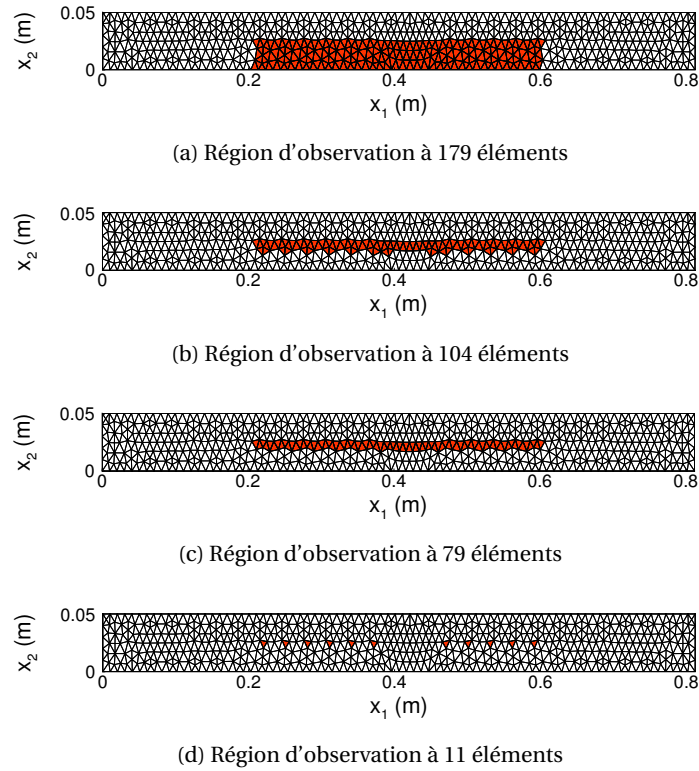 0.05
x2 (m)
0
0 0.2 0.4 0.6 0.8
x1 (m)
(a) Région d'observation à 179 éléments
0.05
x2 (m)
0
0 0.2 0.4 0.6 0.8
x1 (m)
(b) Région d'observation à 104 éléments
0.05
x2 (m)
0
0 0.2 0.4 0.6 0.8
x1 (m)
(c) Région d'observation à 79 éléments
0.05
x2 (m)
0
0 0.2 0.4 0.6 0.8
x1 (m)
(d) Région d'observation à 11 éléments